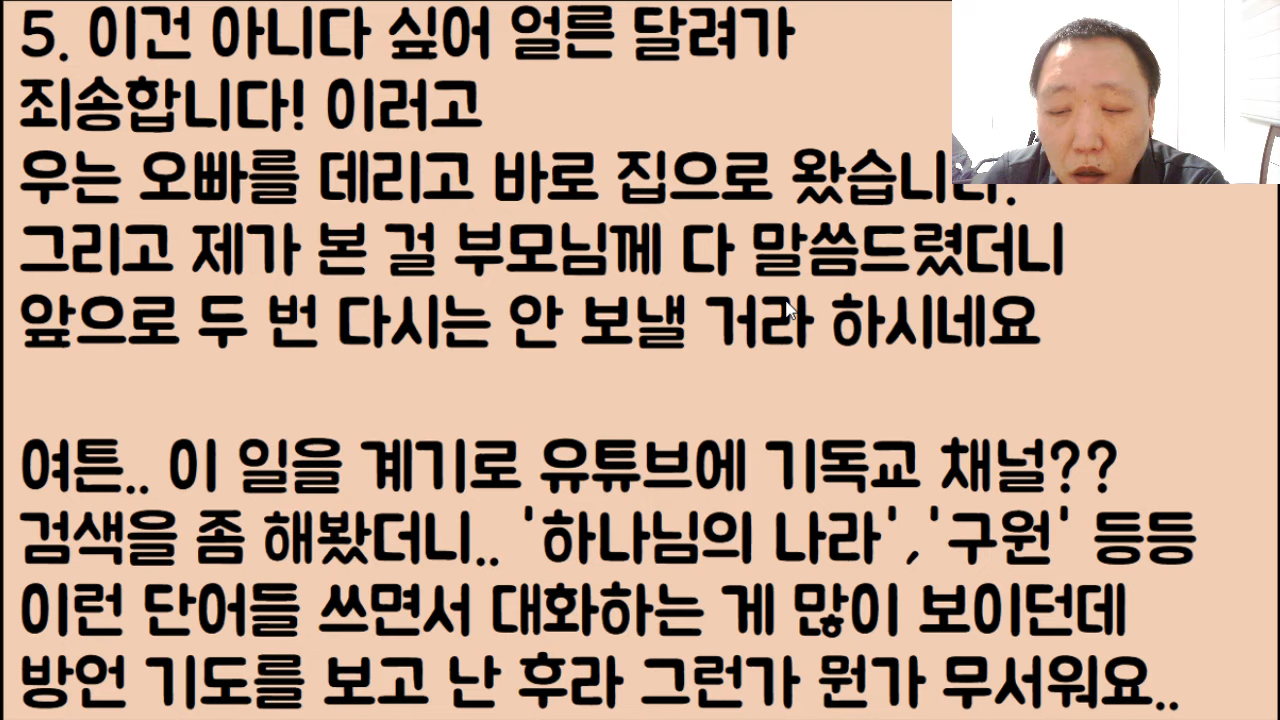 5. 이건 아니다 싶어 얼른 달려가
죄송합니다! 이러고
우는 오빠를 데리고 바로 집으로 왔습니다.
그리고 제가 본 걸 부모님께 다 말씀드렸더니
앞으로 두 번 다시는 안 보낼 거라 하시네요
여튼.. 이 일을 계기로 유튜브에 기독교 채널??
검색을 좀 해봤더니.. '하나님의 나라','구원' 등등
이런 단어들 쓰면서 대화하는 게 많이 보이던데
방언 기도를 보고 난 후라 그런가 뭔가 무서워요..